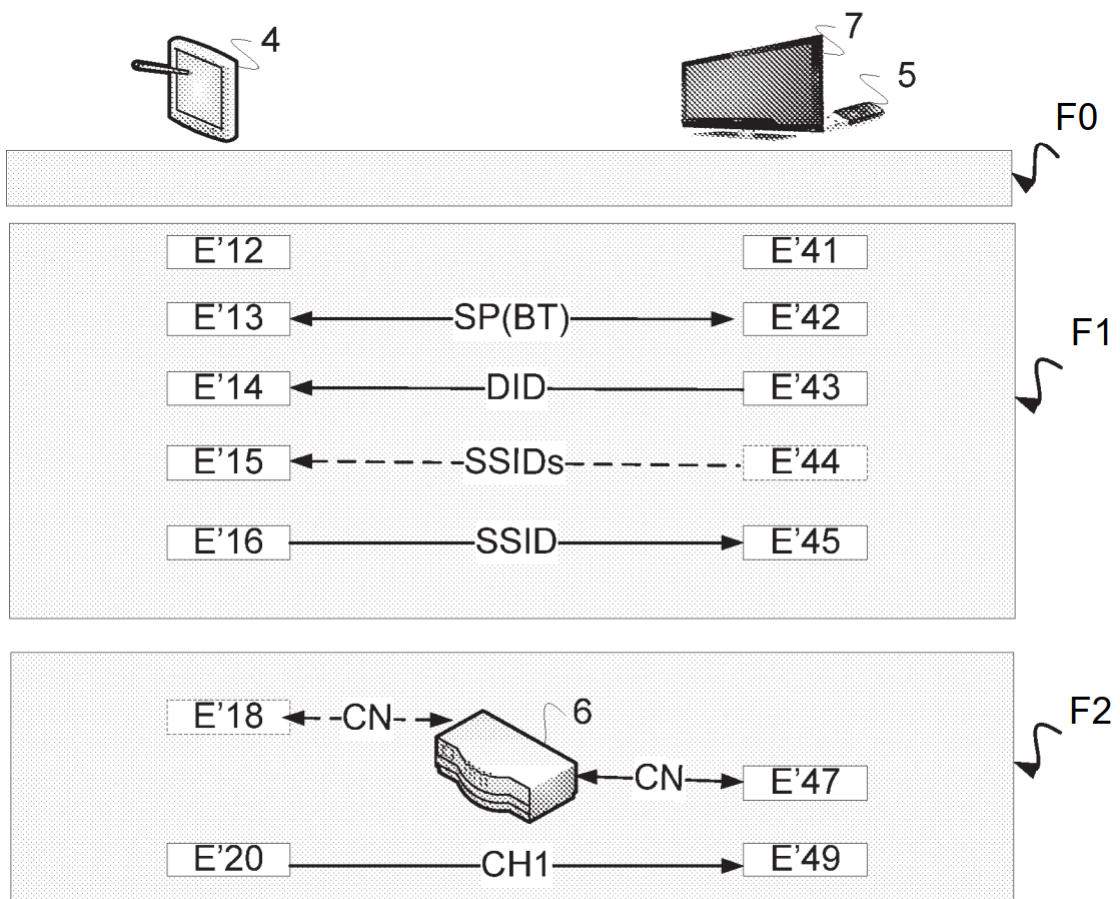 4
7
5
F0
E'12 E'41
E'13 SP(BT) E'42
F1
E'14 DID E'43
E'15 SSIDs E'44
E'16 SSID E'45
E'18 CN 6
F2
CN E'47
E'20 CH1 E'49